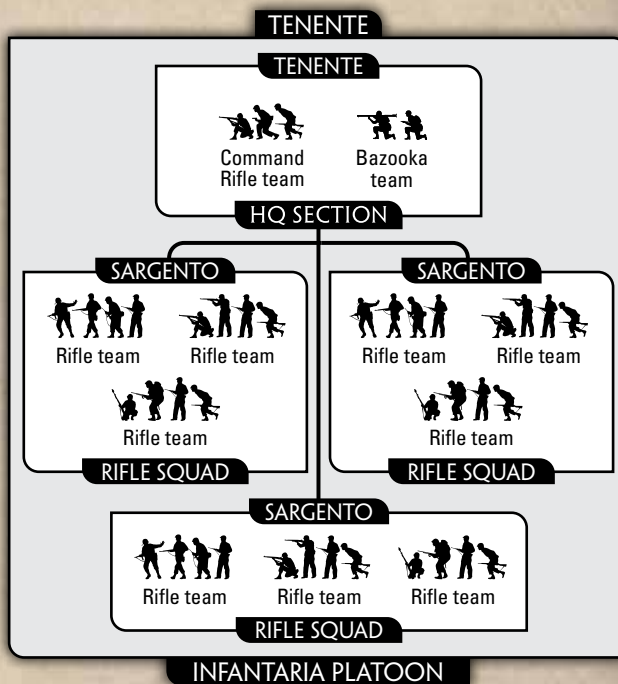 TENENTE
TENENTE
Command
Rifle team
Bazooka
team
HQ SECTION
SARGENTO
Rifle team
Rifle team
Rifle team
RIFLE SQUAD
SARGENTO
Rifle team
Rifle team
Rifle team
RIFLE SQUAD
SARGENTO
Rifle team
Rifle team
Rifle team
RIFLE SQUAD
INFANTARIA PLATOON